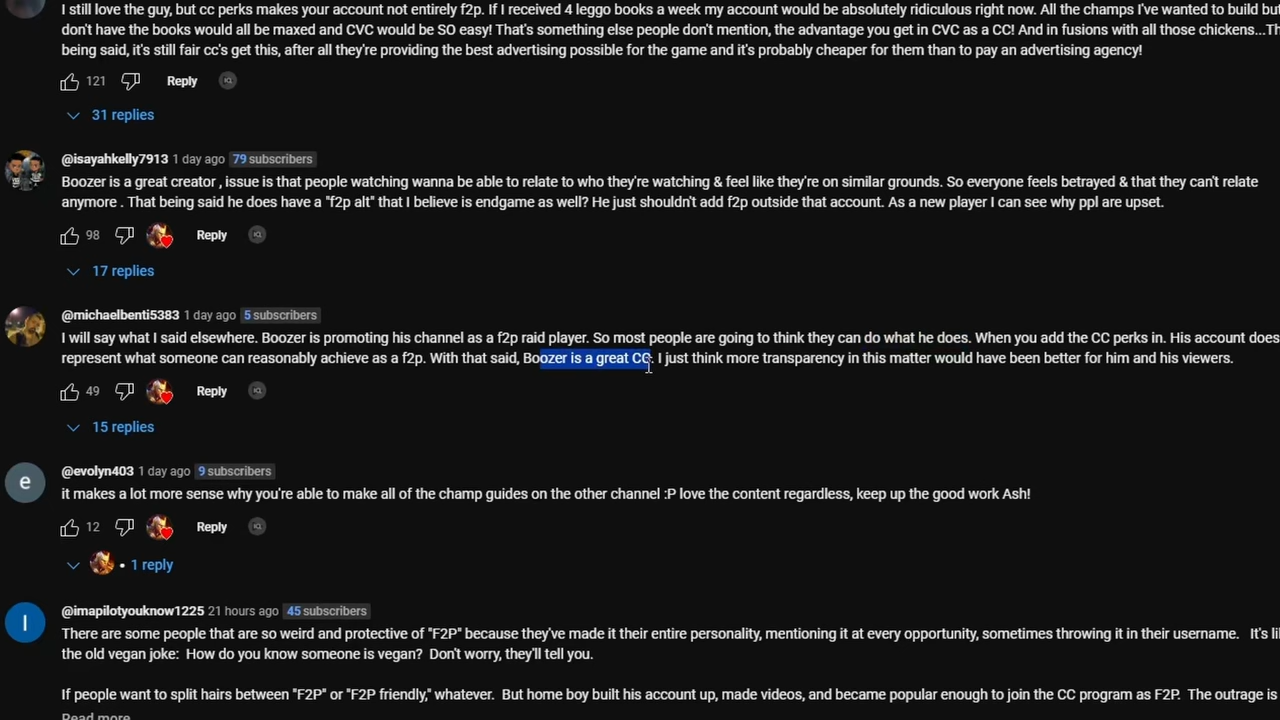 I still love the guy, but cc perks makes your account not entirely f2p. If I received 4 leggo books a week my account would be absolutely ridiculous right now. All the champs I've wanted to build but
don't have the books would all be maxed and CVC would be SO easy! That's something else people don't mention, the advantage you get in CVC as a CC! And in fusions with all those chickens...Th
being said, it's still fair cc's get this, after all they're providing the best advertising possible for the game and it's probably cheaper for them than to pay an advertising agency!
121 Reply
31 replies
@isayahkelly7913 1 day ago 79 subscribers
Boozer is a great creator , issue is that people watching wanna be able to relate to who they're watching & feel like they're on similar grounds. So everyone feels betrayed & that they can't relate
anymore . That being said he does have a "f2p alt" that I believe is endgame as well? He just shouldn't add f2p outside that account. As a new player I can see why ppl are upset.
98 Reply
17 replies
@michaelbenti5383 1 day ago 5 subscribers
I will say what I said elsewhere. Boozer is promoting his channel as a f2p raid player. So most people are going to think they can do what he does. When you add the CC perks in. His account does
represent what someone can reasonably achieve as a f2p. With that said, Boozer is a great CC. I just think more transparency in this matter would have been better for him and his viewers.
49 Reply
15 replies
@evolyn403 1 day ago 9 subscribers
e
it makes a lot more sense why you're able to make all of the champ guides on the other channel :P love the content regardless, keep up the good work Ash!
12 Reply
1 reply
@imapilotyouknow1225 21 hours ago 45 subscribers
I
There are some people that are so weird and protective of "F2P" because they've made it their entire personality, mentioning it at every opportunity, sometimes throwing it in their username. It's li
the old vegan joke: How do you know someone is vegan? Don't worry, they'll tell you.
If people want to split hairs between "F2P" or "F2P friendly," whatever. But home boy built his account up, made videos, and became popular enough to join the CC program as F2P. The outrage is
Read more